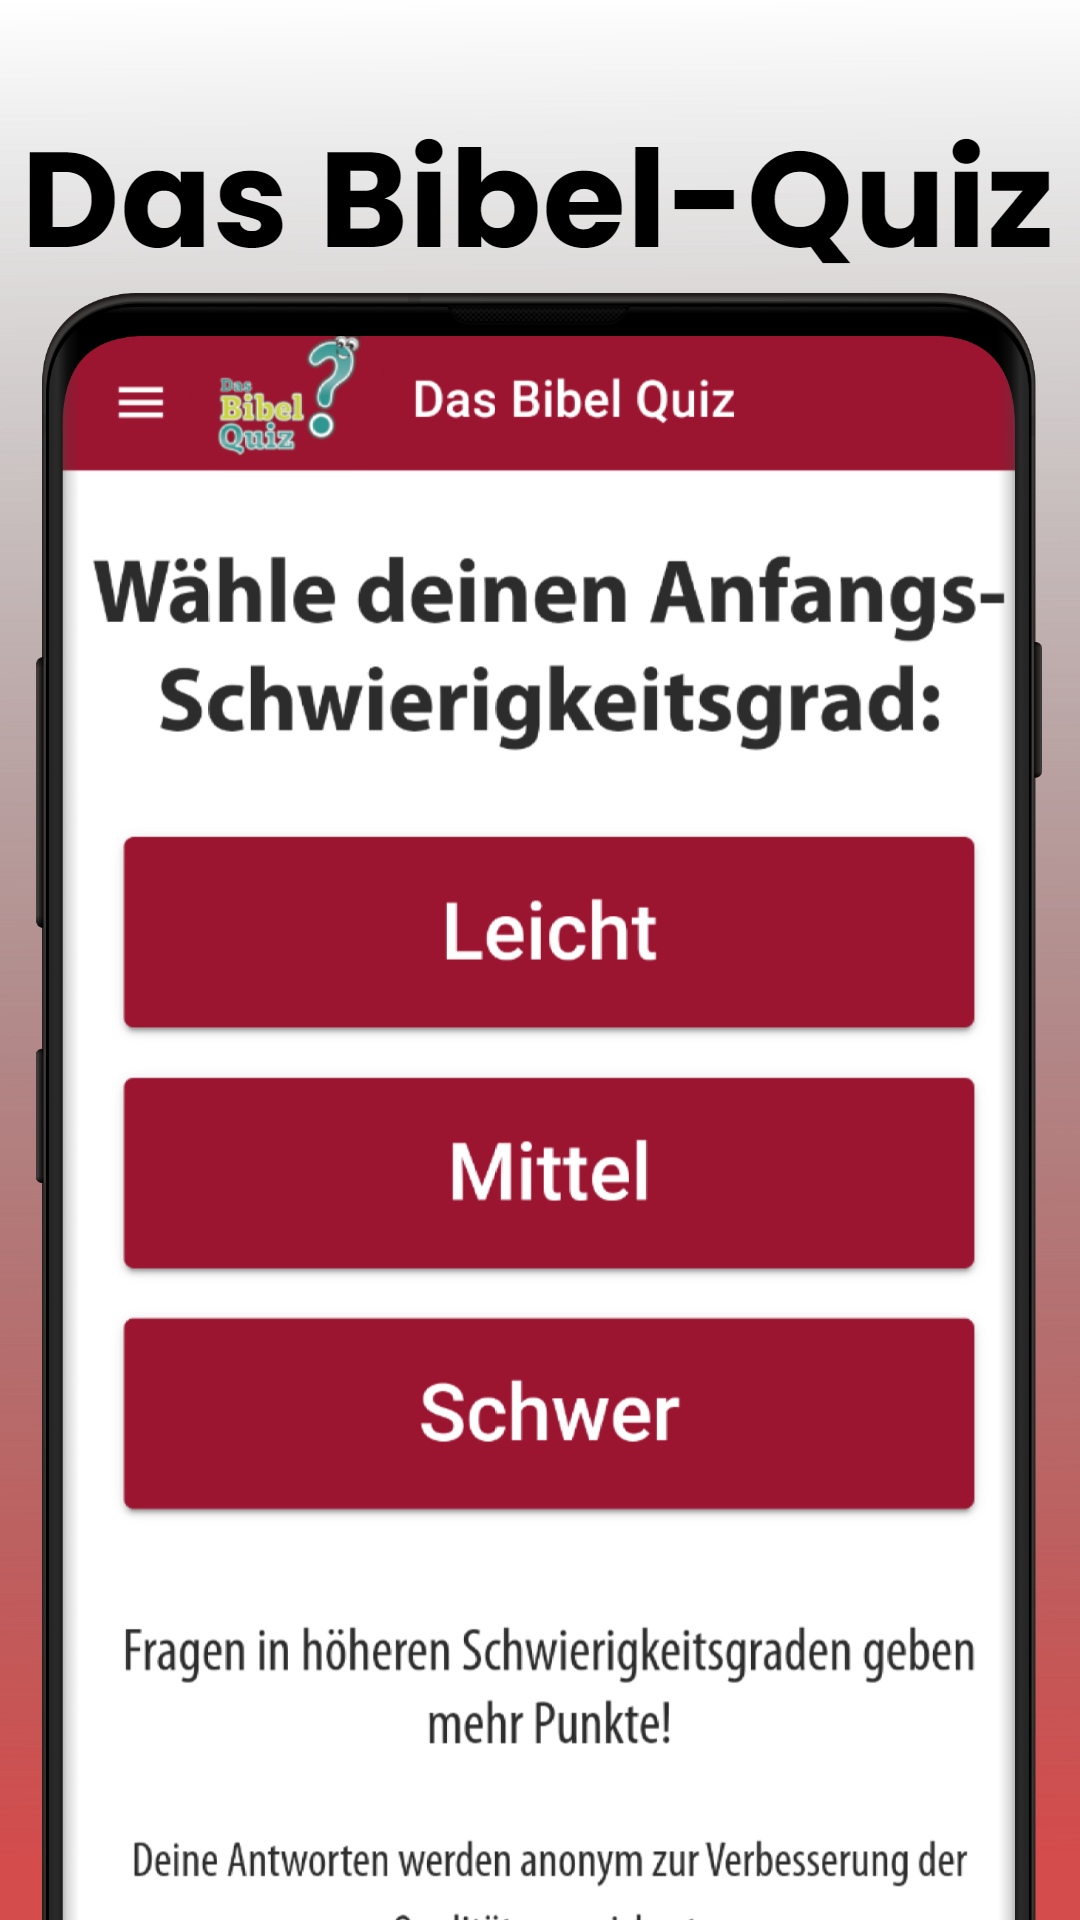 Das Bibel-Quiz
Das
Bibel
Quiz
?
Das Bibel Quiz
Wähle deinen Anfangs-
Schwierigkeitsgrad:
Leicht
Mittel
Schwer
Fragen in höheren Schwierigkeitsgraden geben
mehr Punkte!
Deine Antworten werden anonym zur Verbesserung der